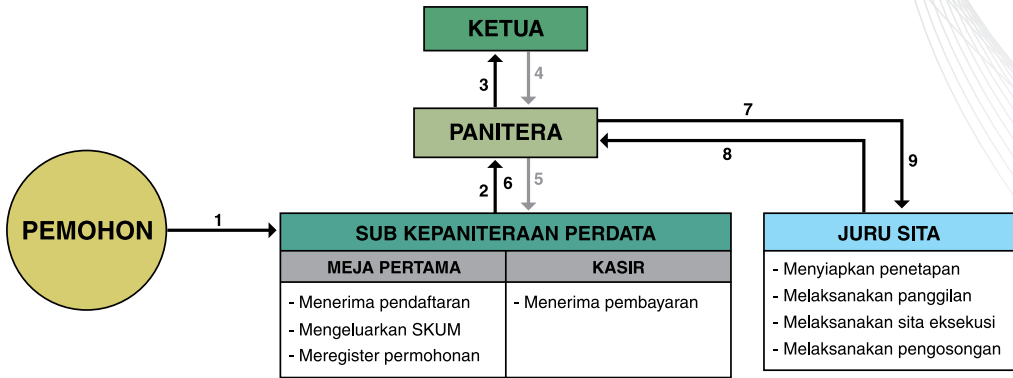 KETUA
3
4
PANITERA
7
8
9
2
6
5
PEMOHON
1
SUB KEPANITERAAN PERDATA
MEJA PERTAMA
KASIR
- Menerima pendaftaran
- Mengeluarkan SKUM
- Meregister permohonan
- Menerima pembayaran
JURU SITA
- Menyiapkan penetapan
- Melaksanakan panggilan
- Melaksanakan sita eksekusi
- Melaksanakan pengosongan